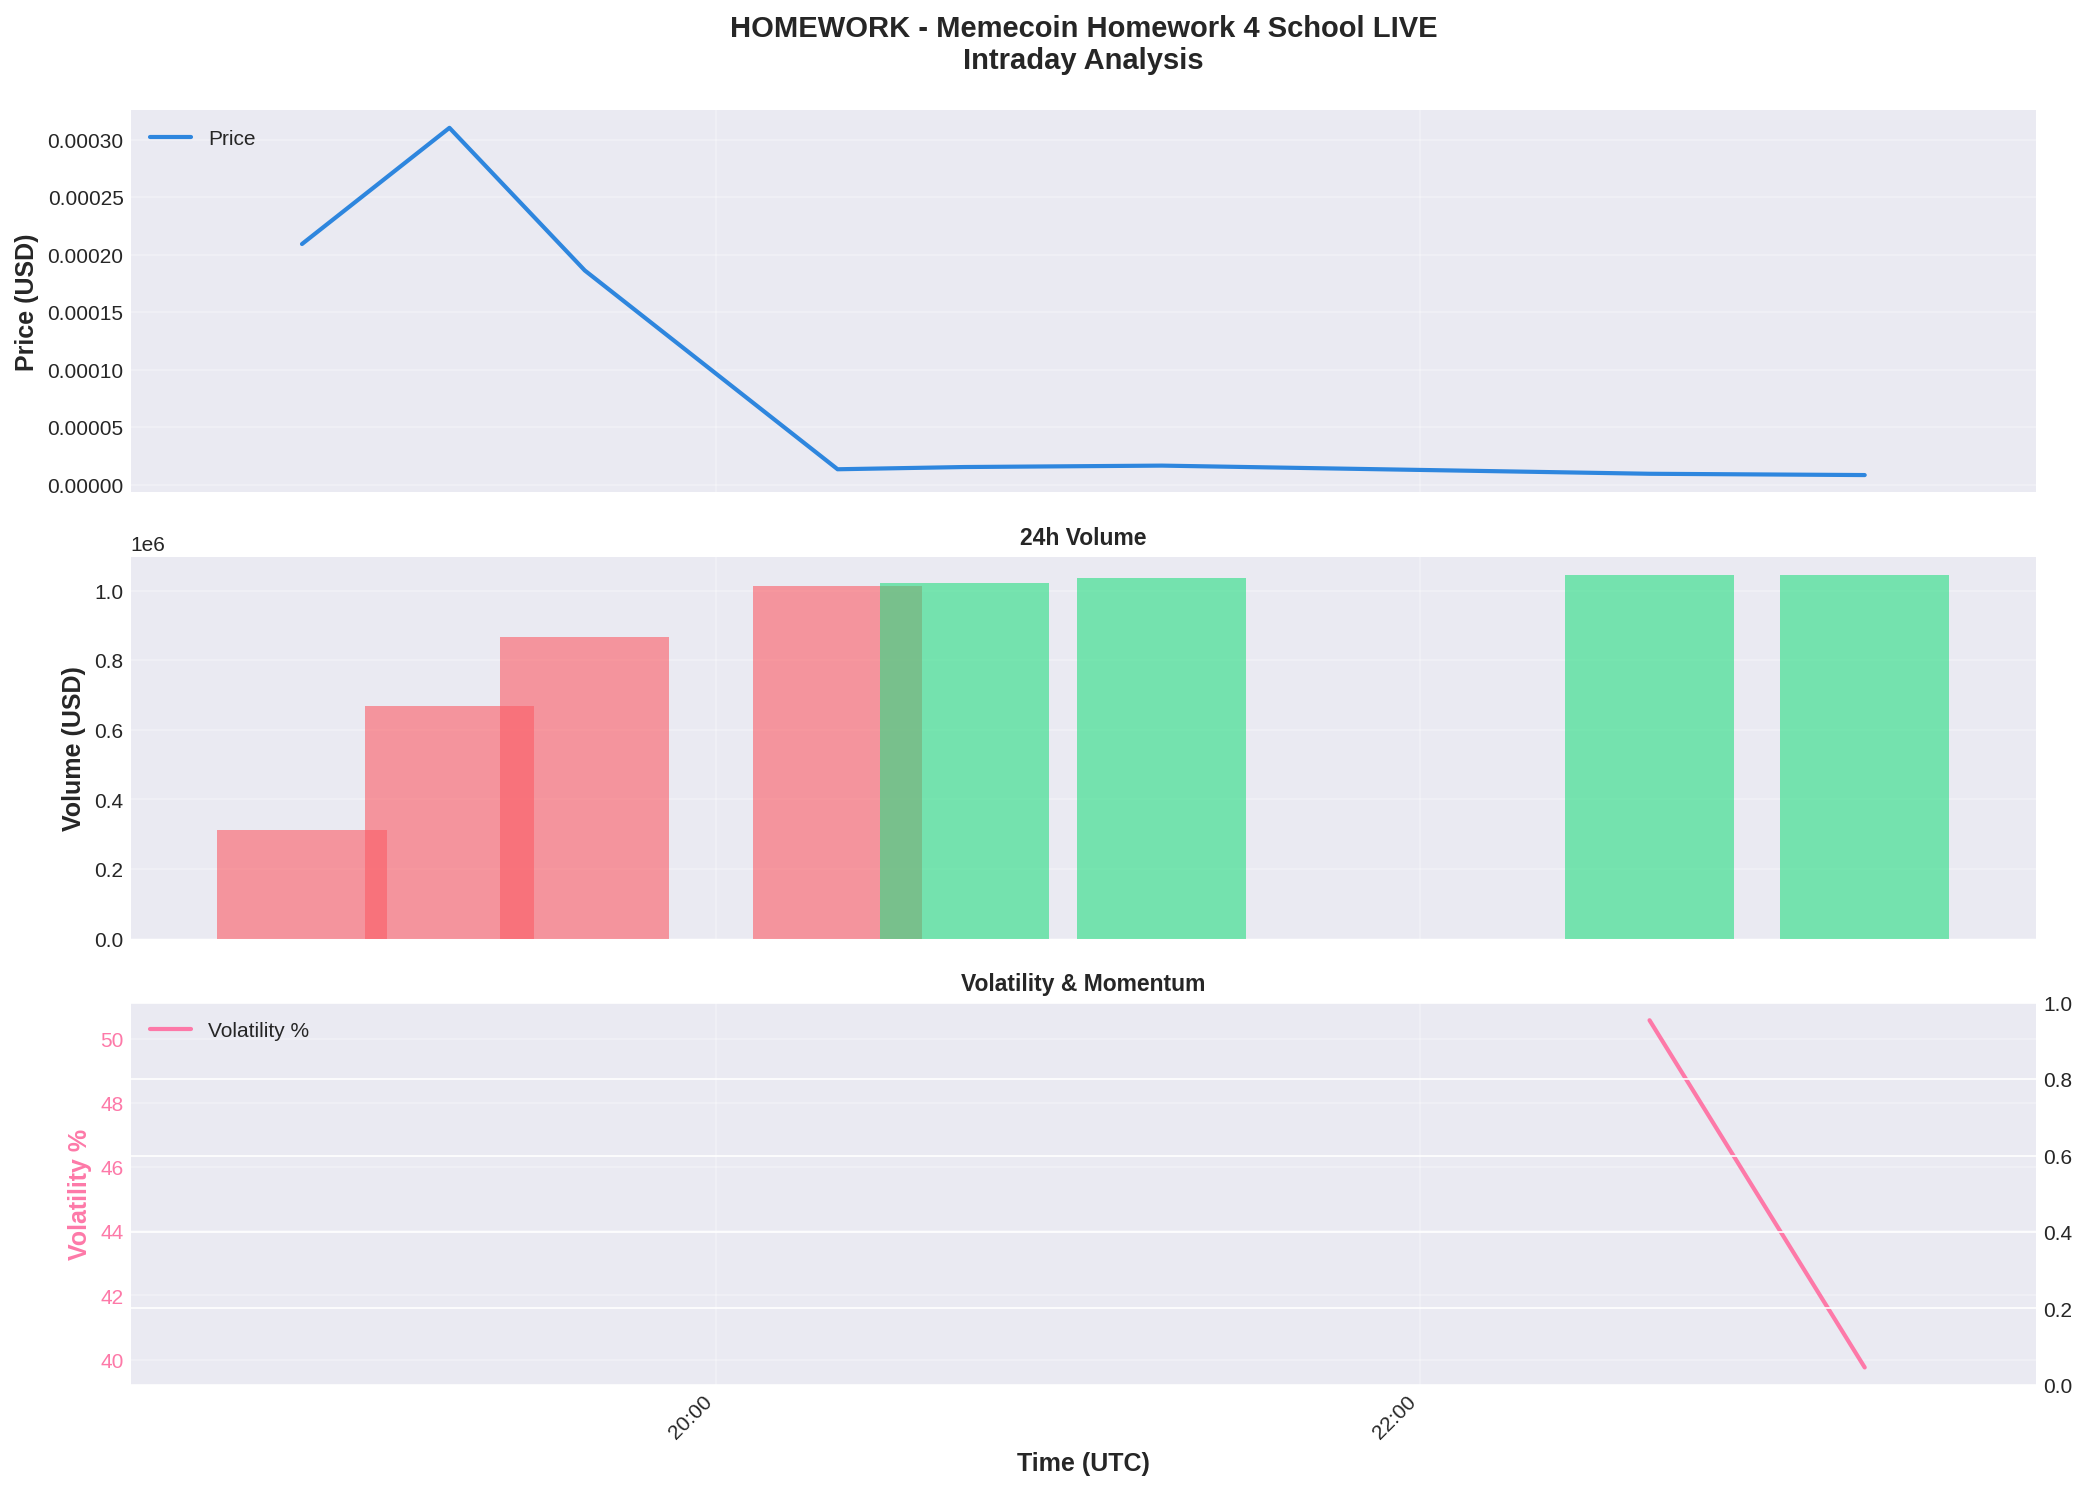 HOMEWORK - Memecoin Homework 4 School LIVE
Intraday Analysis
Price
0.00030
0.00025
0.00020
0.00015
0.00010
0.00005
0.00000
Price (USD)
24h Volume
1e6
1.0
0.8
0.6
0.4
0.2
0.0
Volume (USD)
Volatility & Momentum
Volatility %
50
48
46
44
42
40
Volatility %
1.0
0.8
0.6
0.4
0.2
0.0
20:00
22:00
Time (UTC)